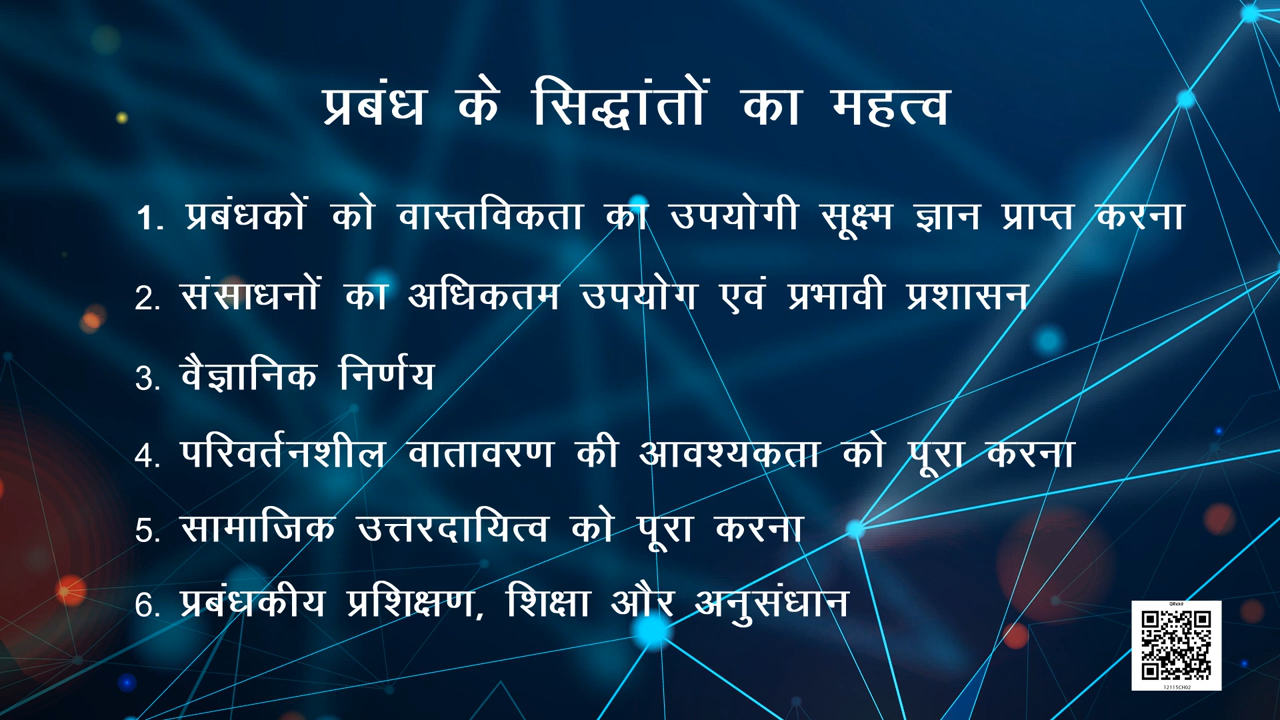 प्रबंध के सिद्धांतों का महत्व
1. प्रबंधकों को वास्तविकता का उपयोगी सूक्ष्म ज्ञान प्राप्त करना
2. संसाधनों का अधिकतम उपयोग एवं प्रभावी प्रशासन
3. वैज्ञानिक निर्णय
4. परिवर्तनशील वातावरण की आवश्यकता को पूरा करना
5. सामाजिक उत्तरदायित्व को पूरा करना
6. प्रबंधकीय प्रशिक्षण, शिक्षा और अनुसंधान
12115CH02